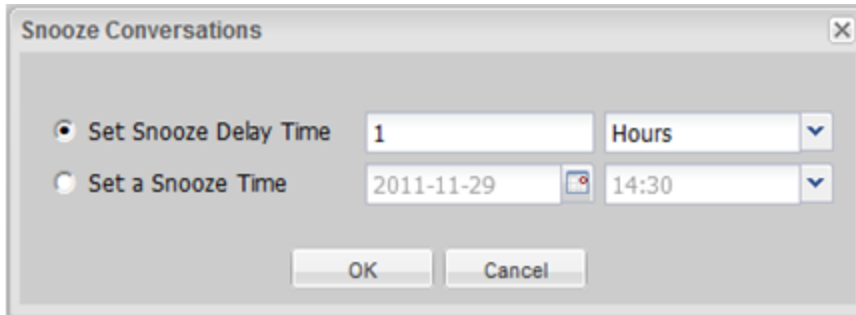 Snooze Conversations
Set Snooze Delay Time 1 Hours
Set a Snooze Time 2011-11-29 14:30
OK Cancel